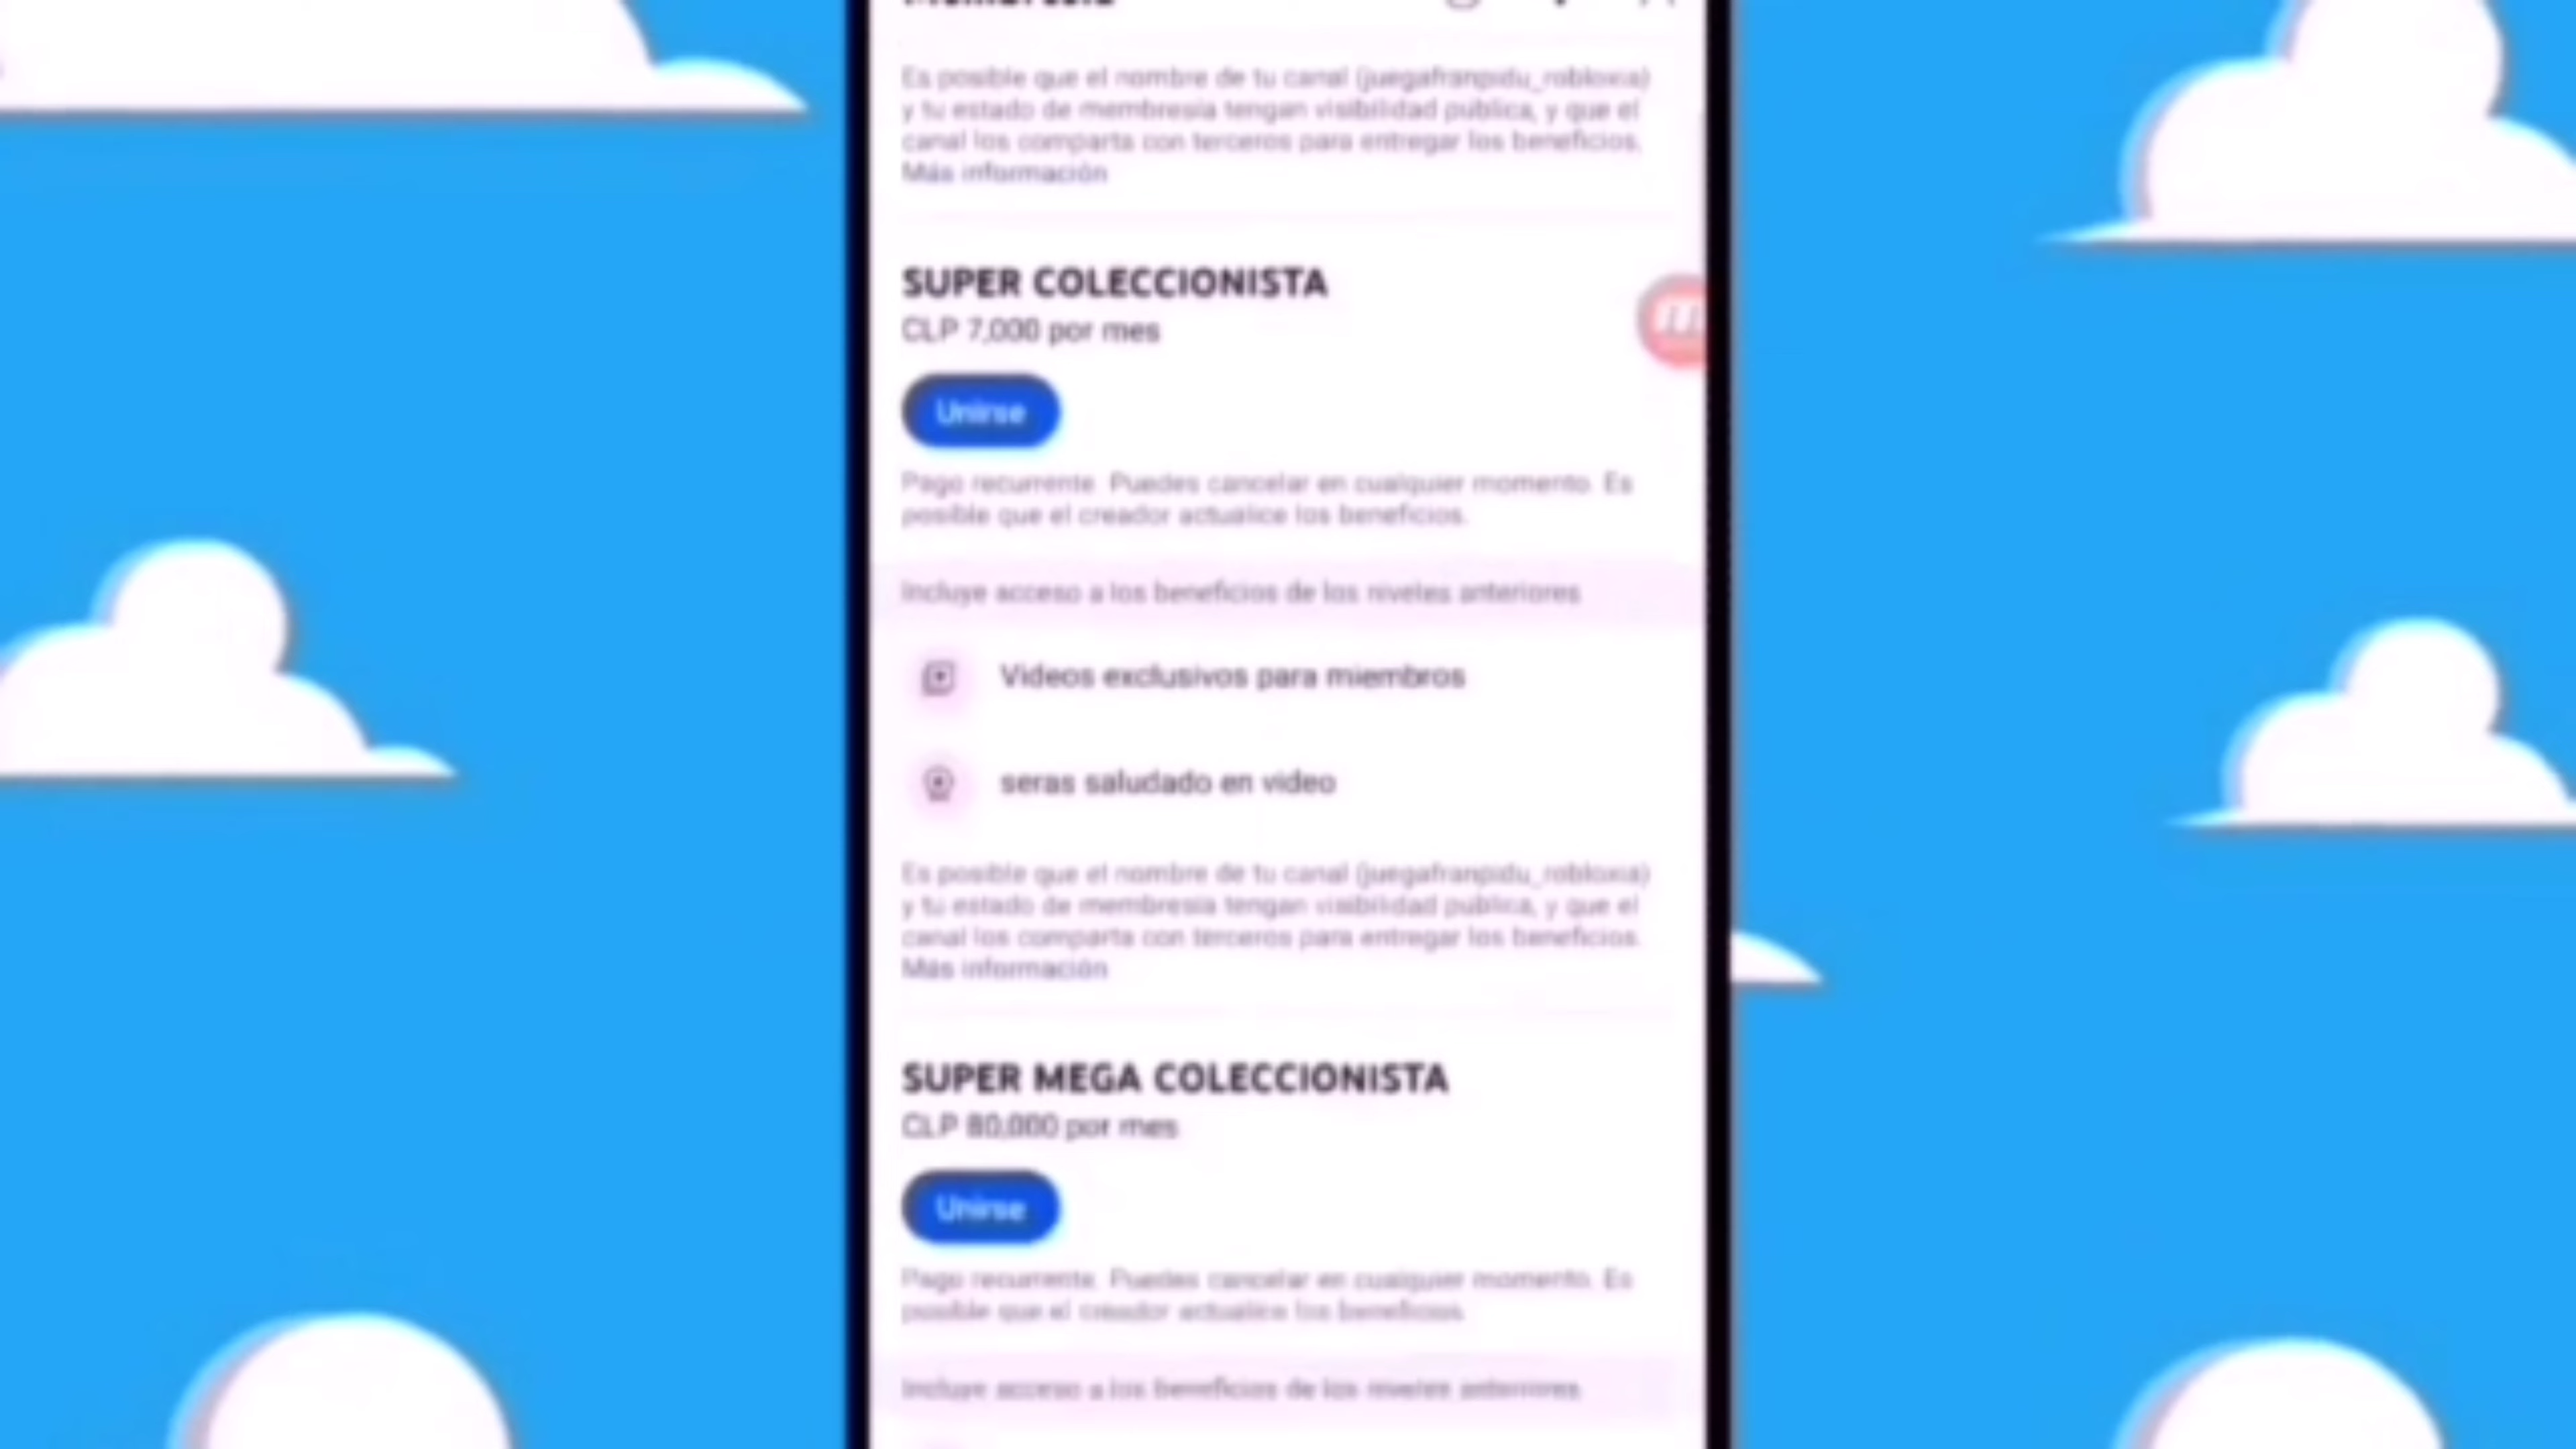 Es posible que el nombre de tu canal (juegafranpidu_robloxia)
y tu estado de membresía tengan visibilidad pública, y que el
canal los comparta con terceros para entregar los beneficios.
Más información
SUPER COLECCIONISTA
CLP 7,000 por mes
Unirse
Pago recurrente. Puedes cancelar en cualquier momento. Es
posible que el creador actualice los beneficios.
Incluye acceso a los beneficios de los niveles anteriores
Videos exclusivos para miembros
seras saludado en video
Es posible que el nombre de tu canal (juegafranpidu_robloxia)
y tu estado de membresía tengan visibilidad pública, y que el
canal los comparta con terceros para entregar los beneficios.
Más información
SUPER MEGA COLECCIONISTA
CLP 80,000 por mes
Unirse
Pago recurrente. Puedes cancelar en cualquier momento. Es
posible que el creador actualice los beneficios.
Incluye acceso a los beneficios de los niveles anteriores